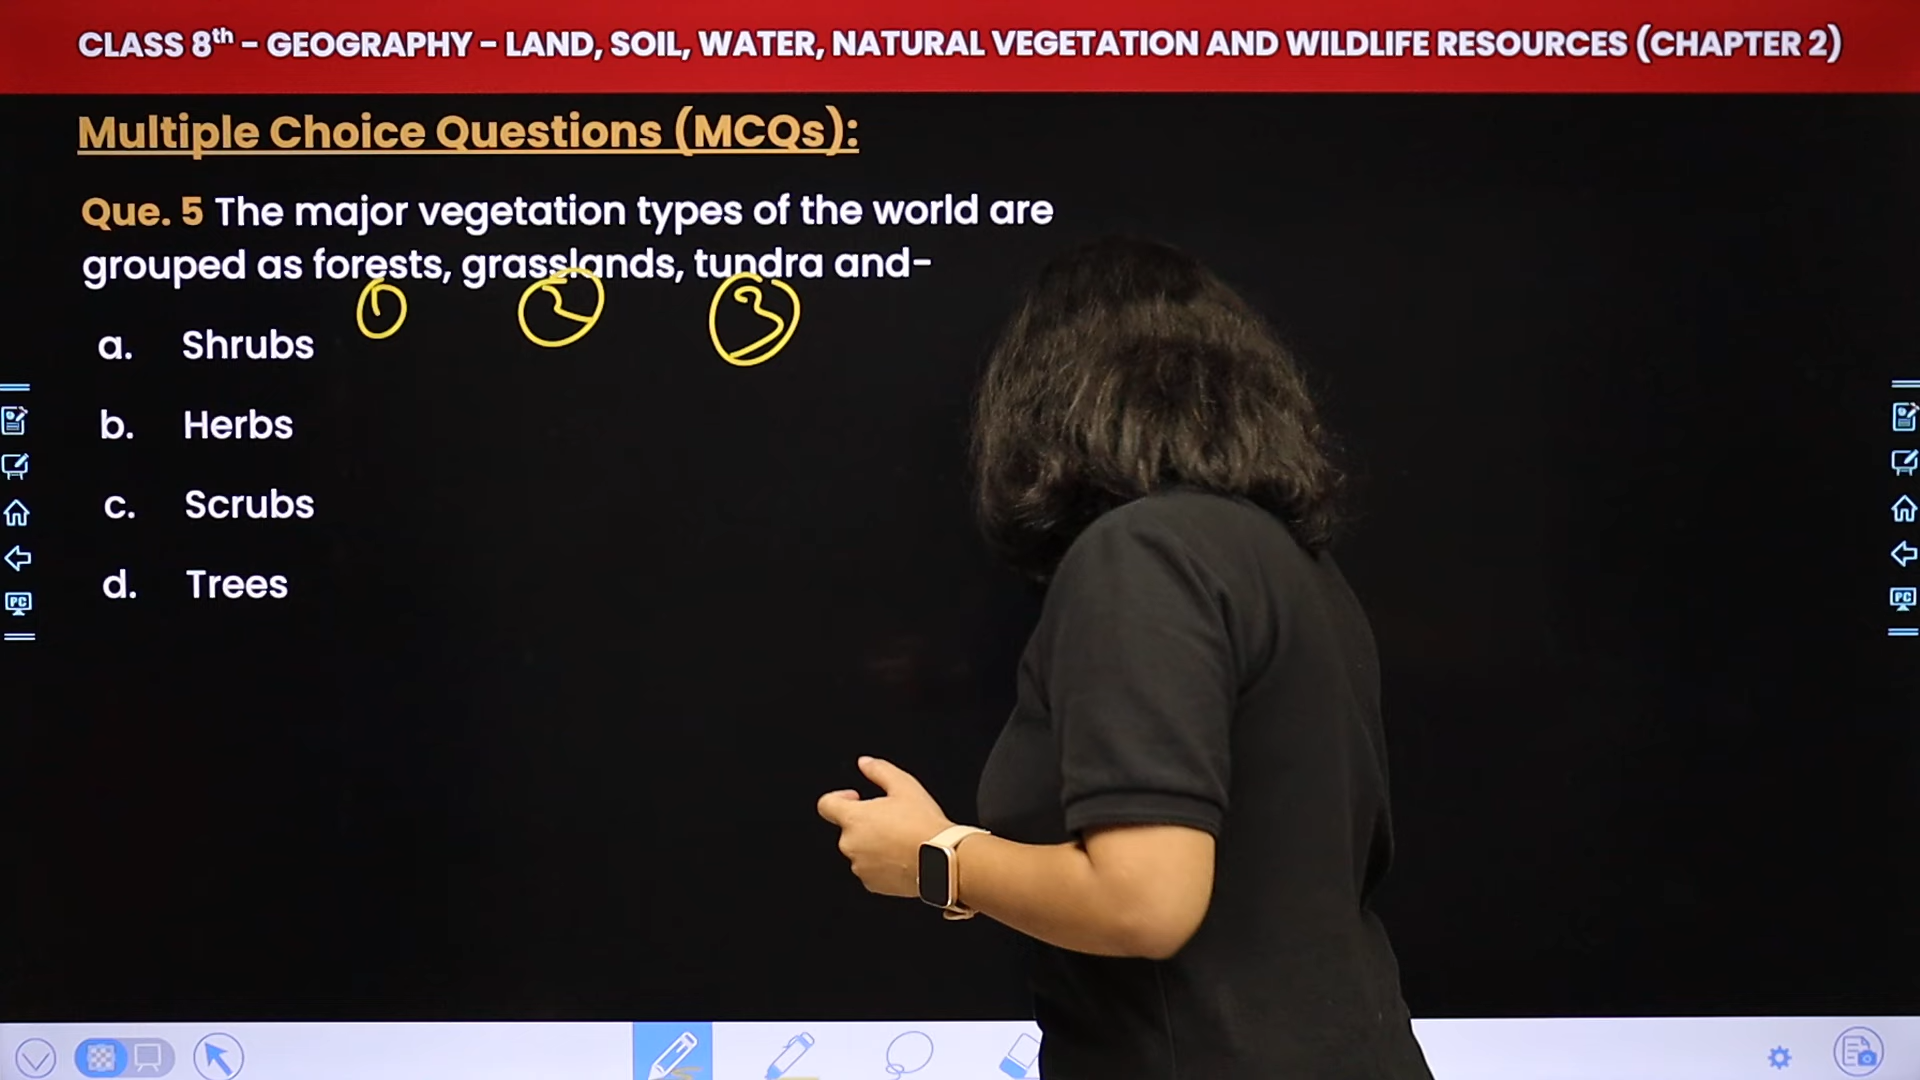 CLASS 8th - GEOGRAPHY - LAND, SOIL, WATER, NATURAL VEGETATION AND WILDLIFE RESOURCES (CHAPTER 2)
Multiple Choice Questions (MCQs):
Que. 5 The major vegetation types of the world are
grouped as forests, grasslands, tundra and-
1 2 3
a. Shrubs
b. Herbs
c. Scrubs
d. Trees
PC
PC